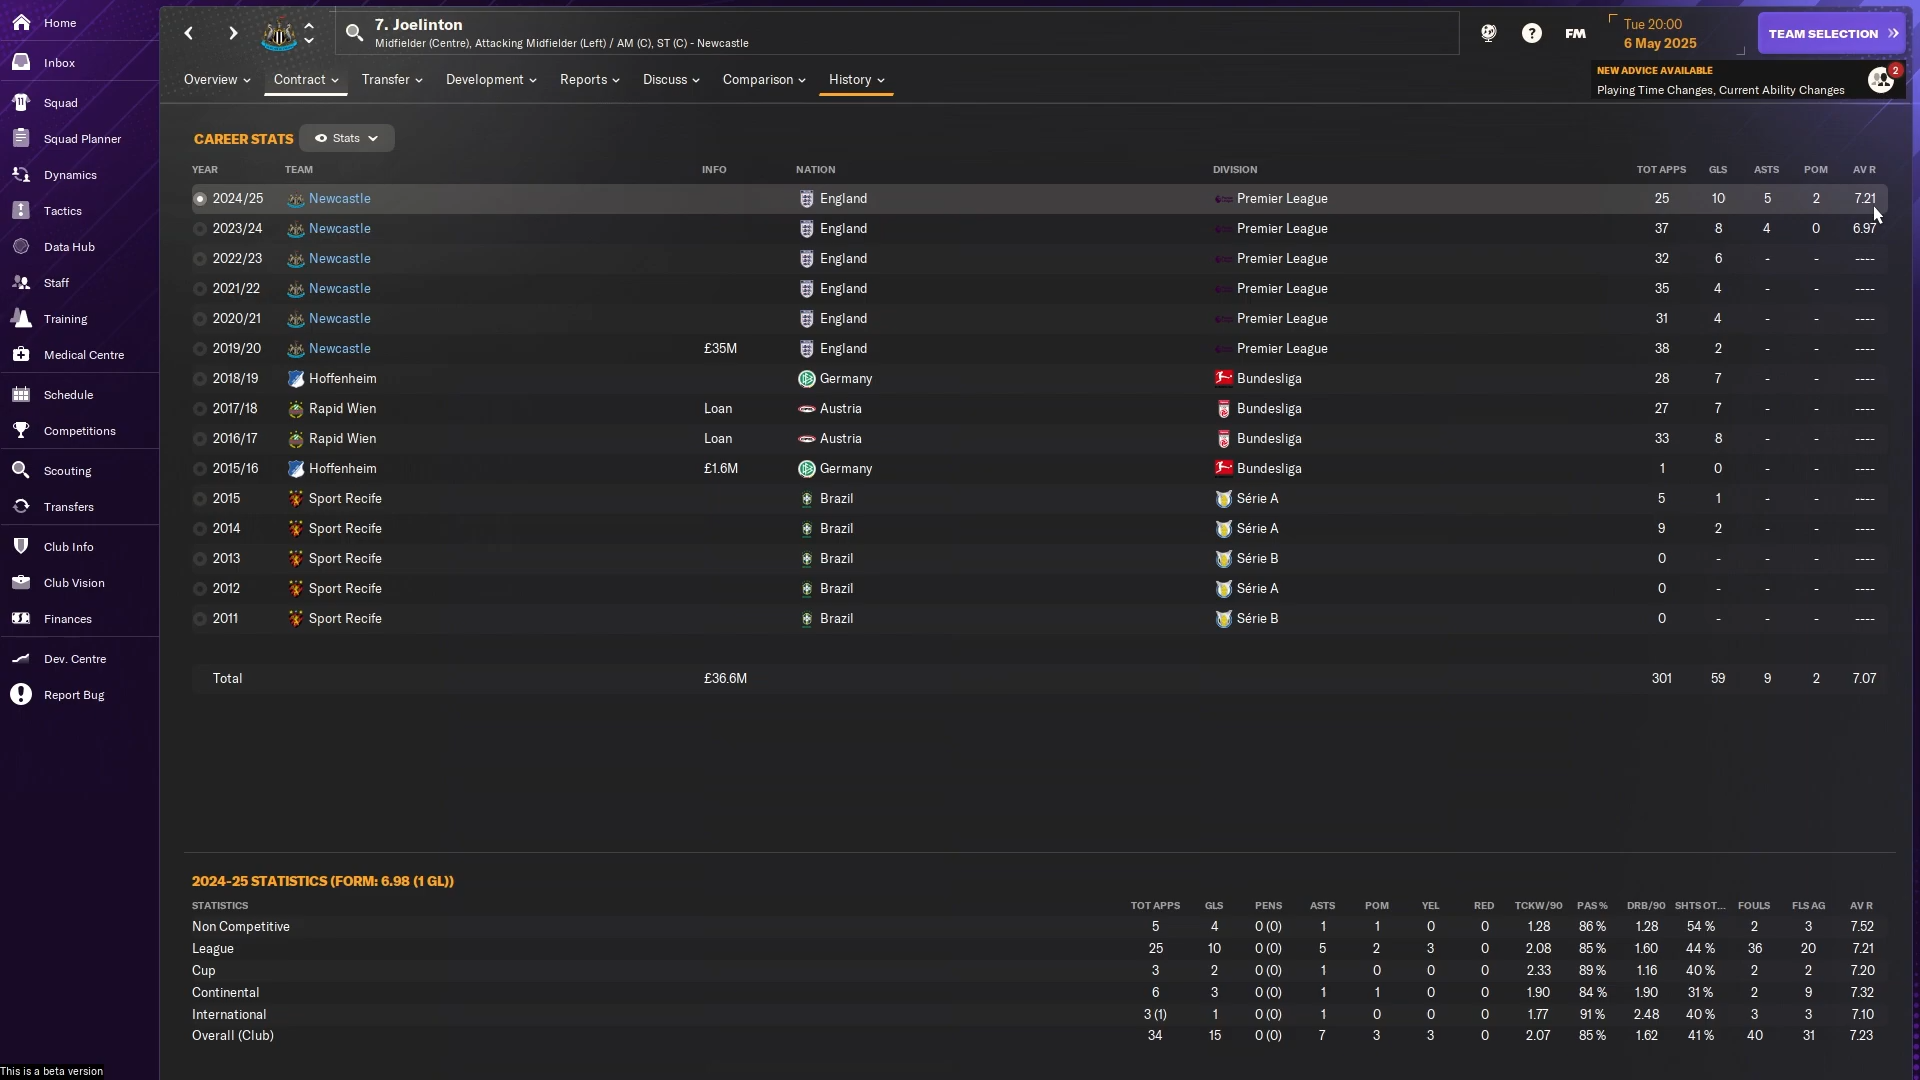 Home
Inbox
Squad
Squad Planner
Dynamics
Tactics
Data Hub
Staff
Training
Medical Centre
Schedule
Competitions
Scouting
Transfers
Club Info
Club Vision
Finances
Dev. Centre
Report Bug
This is a beta version
7. Joelinton
Midfielder (Centre), Attacking Midfielder (Left) / AM (C), ST (C) - Newcastle
? FM
Tue 20:00
6 May 2025
TEAM SELECTION
Overview Contract Transfer Development Reports Discuss Comparison History
NEW ADVICE AVAILABLE
Playing Time Changes, Current Ability Changes
2
CAREER STATS Stats
YEAR TEAM INFO NATION DIVISION TOT APPS GLS ASTS POM AV R
2024/25 Newcastle England Premier League 25 10 5 2 7.21
2023/24 Newcastle England Premier League 37 8 4 0 6.97
2022/23 Newcastle England Premier League 32 6 - - ----
2021/22 Newcastle England Premier League 35 4 - - ----
2020/21 Newcastle England Premier League 31 4 - - ----
2019/20 Newcastle £35M England Premier League 38 2 - - ----
2018/19 Hoffenheim Germany Bundesliga 28 7 - - ----
2017/18 Rapid Wien Loan Austria Bundesliga 27 7 - - ----
2016/17 Rapid Wien Loan Austria Bundesliga 33 8 - - ----
2015/16 Hoffenheim £1.6M Germany Bundesliga 1 0 - - ----
2015 Sport Recife Brazil Série A 5 1 - - ----
2014 Sport Recife Brazil Série A 9 2 - - ----
2013 Sport Recife Brazil Série B 0 - - - ----
2012 Sport Recife Brazil Série A 0 - - - ----
2011 Sport Recife Brazil Série B 0 - - - ----
Total £36.6M 301 59 9 2 7.07
2024-25 STATISTICS (FORM: 6.98 (1 GL))
STATISTICS TOT APPS GLS PENS ASTS POM YEL RED TCKW/90 PAS % DRB/90 SHTS OT... FOULS FLS AG AV R
Non Competitive 5 4 0 (0) 1 1 0 0 1.28 86 % 1.28 54 % 2 3 7.52
League 25 10 0 (0) 5 2 3 0 2.08 85 % 1.60 44 % 36 20 7.21
Cup 3 2 0 (0) 1 0 0 0 2.33 89 % 1.16 40 % 2 2 7.20
Continental 6 3 0 (0) 1 1 0 0 1.90 84 % 1.90 31 % 2 9 7.32
International 3 (1) 1 0 (0) 1 0 0 0 1.77 91 % 2.48 40 % 3 3 7.10
Overall (Club) 34 15 0 (0) 7 3 3 0 2.07 85 % 1.62 41 % 40 31 7.23